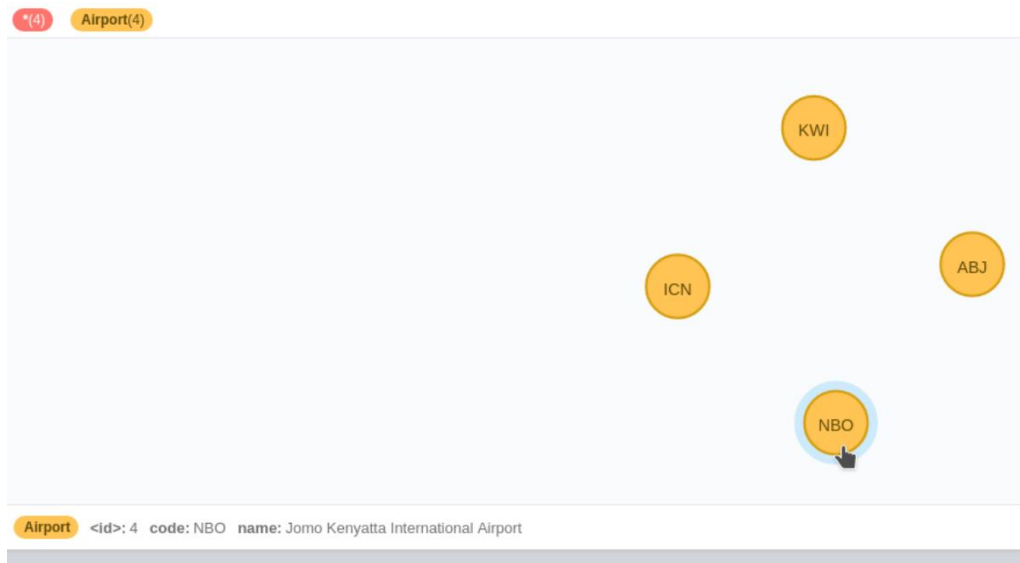 *(4) Airport(4)
KWI
ABJ
ICN
NBO
Airport <id>: 4 code: NBO name: Jomo Kenyatta International Airport